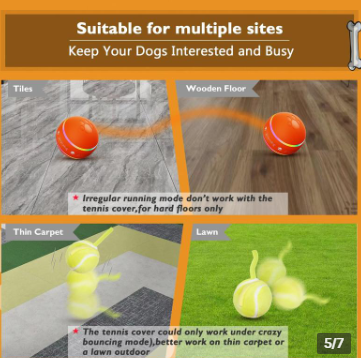 Suitable for multiple sites
Keep Your Dogs Interested and Busy
Tiles
Wooden Floor
* Irregular running mode don't work with the
tennis cover,for hard floors only
Thin Carpet
Lawn
* The tennis cover could only work under crazy
bouncing mode),better work on thin carpet or
a lawn outdoor
5/7